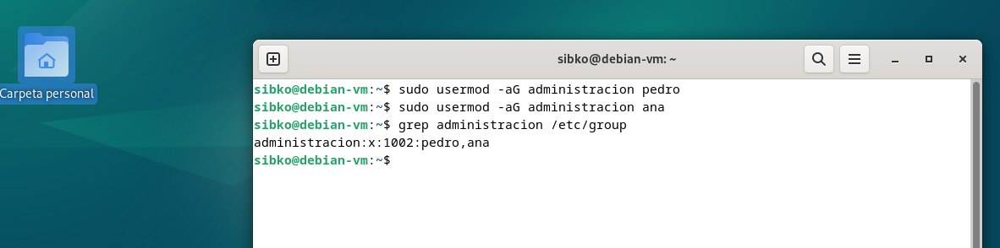 Carpeta personal
sibko@debian-vm: ~
sibko@debian-vm:~$ sudo usermod -aG administracion pedro
sibko@debian-vm:~$ sudo usermod -aG administracion ana
sibko@debian-vm:~$ grep administracion /etc/group
administracion:x:1002:pedro,ana
sibko@debian-vm:~$